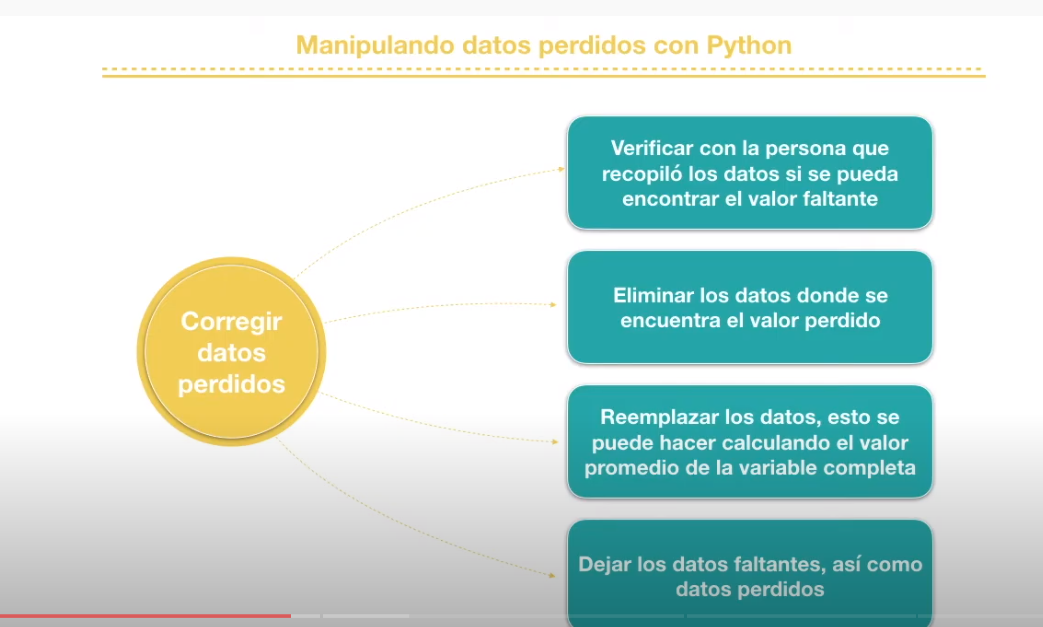 Manipulando datos perdidos con Python
Corregir
datos
perdidos
Verificar con la persona que
recopiló los datos si se pueda
encontrar el valor faltante
Eliminar los datos donde se
encuentra el valor perdido
Reemplazar los datos, esto se
puede hacer calculando el valor
promedio de la variable completa
Dejar los datos faltantes, así como
datos perdidos